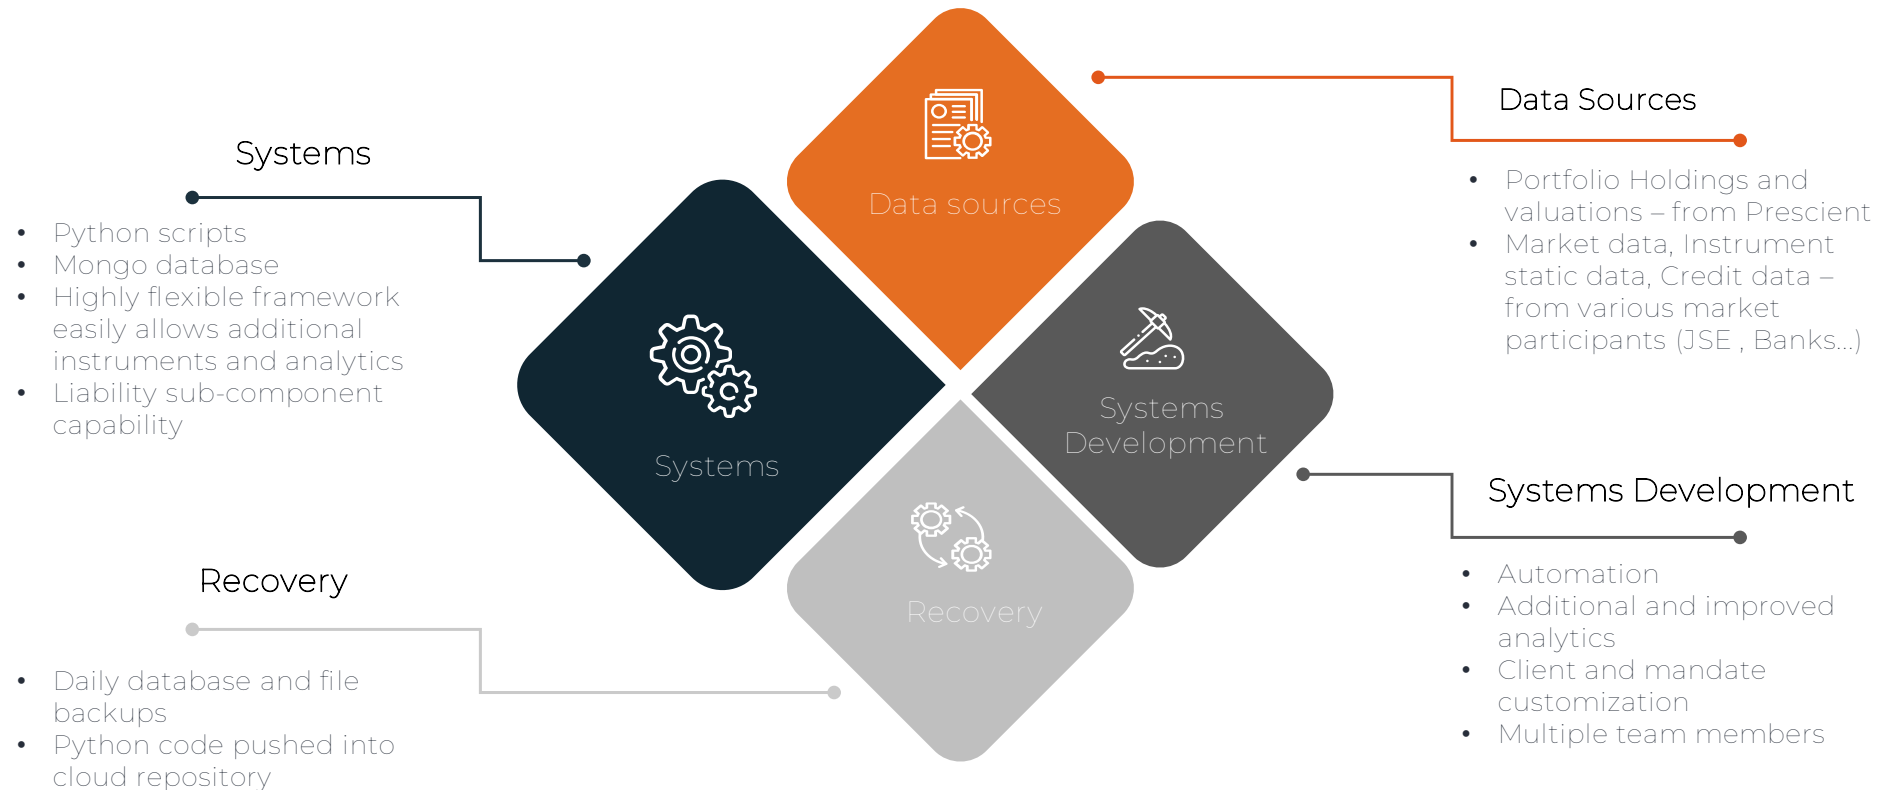 Systems
• Python scripts
• Mongo database
• Highly flexible framework
easily allows additional
instruments and analytics
• Liability sub-component
capability
Recovery
• Daily database and file
backups
• Python code pushed into
cloud repository
Data sources
Systems
Systems
Development
Recovery
Data Sources
• Portfolio Holdings and
valuations – from Prescient
• Market data, Instrument
static data, Credit data –
from various market
participants (JSE , Banks...)
Systems Development
• Automation
• Additional and improved
analytics
• Client and mandate
customization
• Multiple team members